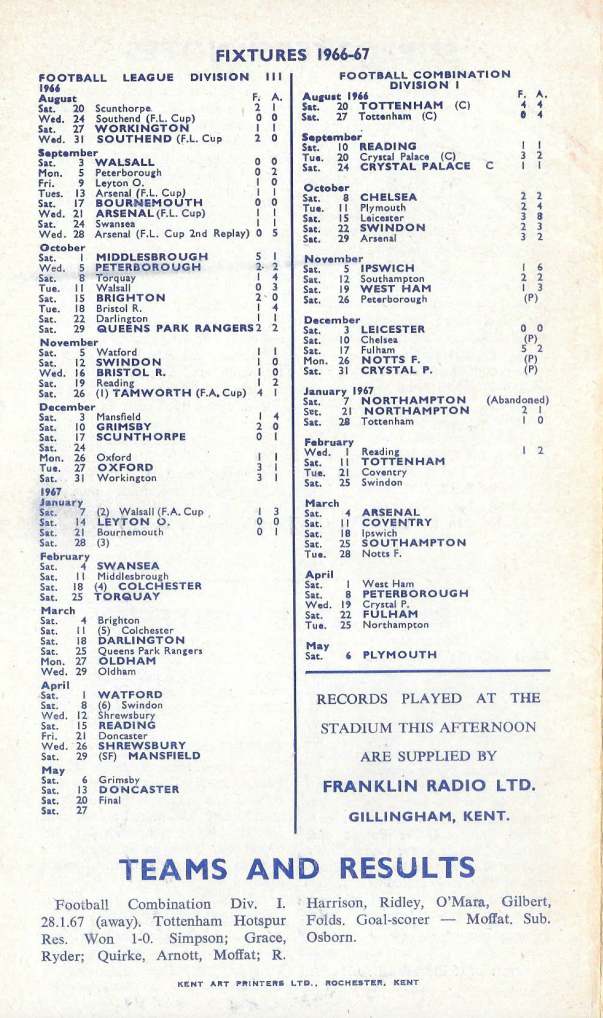 FIXTURES 1966-67
FOOTBALL LEAGUE DIVISION III
1966
August F. A.
Sat. 20 Scunthorpe 2 1
Wed. 24 Southend (F.L. Cup) 0 0
Sat. 27 WORKINGTON 1 1
Wed. 31 SOUTHEND (F.L. Cup 2 0
September
Sat. 3 WALSALL 0 0
Mon. 5 Peterborough 0 2
Fri. 9 Leyton O. 1 0
Tues. 13 Arsenal (F.L. Cup) 1 1
Sat. 17 BOURNEMOUTH 0 0
Wed. 21 ARSENAL (F.L. Cup) 1 1
Sat. 24 Swansea 1 1
Wed. 28 Arsenal (F.L. Cup 2nd Replay) 0 5
October
Sat. 1 MIDDLESBROUGH 5 1
Wed. 5 PETERBOROUGH 2 2
Sat. 8 Torquay 1 4
Tue. 11 Walsall 0 3
Sat. 15 BRIGHTON 2 0
Tue. 18 Bristol R. 1 4
Sat. 22 Darlington 1 1
Sat. 29 QUEENS PARK RANGERS 2 2
November
Sat. 5 Watford 1 1
Sat. 12 SWINDON 1 0
Wed. 16 BRISTOL R. 1 0
Sat. 19 Reading 1 2
Sat. 26 (1) TAMWORTH (F.A. Cup) 4 1
December
Sat. 3 Mansfield 1 4
Sat. 10 GRIMSBY 2 0
Sat. 17 SCUNTHORPE 0 1
Sat. 24
Mon. 26 Oxford 1 1
Tue. 27 OXFORD 3 1
Sat. 31 Workington 3 1
1967
January
Sat. 7 (2) Walsall (F.A. Cup 1 3
Sat. 14 LEYTON O. 0 0
Sat. 21 Bournemouth 0 1
Sat. 28 (3)
February
Sat. 4 SWANSEA
Sat. 11 Middlesbrough
Sat. 18 (4) COLCHESTER
Sat. 25 TORQUAY
March
Sat. 4 Brighton
Sat. 11 (5) Colchester
Sat. 18 DARLINGTON
Sat. 25 Queens Park Rangers
Mon. 27 OLDHAM
Wed. 29 Oldham
April
Sat. 1 WATFORD
Sat. 8 (6) Swindon
Wed. 12 Shrewsbury
Sat. 15 READING
Fri. 21 Doncaster
Wed. 26 SHREWSBURY
Sat. 29 (SF) MANSFIELD
May
Sat. 6 Grimsby
Sat. 13 DONCASTER
Sat. 20 Final
Sat. 27
FOOTBALL COMBINATION
DIVISION I
August 1966 F. A.
Sat. 20 TOTTENHAM (C) 4 4
Sat. 27 Tottenham (C) 0 4
September
Sat. 10 READING 1 1
Tue. 20 Crystal Palace (C) 3 2
Sat. 24 CRYSTAL PALACE C 1 1
October
Sat. 8 CHELSEA 2 2
Tue. 11 Plymouth 2 4
Sat. 15 Leicester 3 8
Sat. 22 SWINDON 2 3
Sat. 29 Arsenal 3 2
November
Sat. 5 IPSWICH 1 6
Sat. 12 Southampton 2 2
Sat. 19 WEST HAM 1 3
Sat. 26 Peterborough (P)
December
Sat. 3 LEICESTER 0 0
Sat. 10 Chelsea (P)
Sat. 17 Fulham 5 2
Mon. 26 NOTTS F. (P)
Sat. 31 CRYSTAL P. (P)
January 1967
Sat. 7 NORTHAMPTON (Abandoned)
Sat. 21 NORTHAMPTON 2 1
Sat. 28 Tottenham 1 0
February
Wed. 1 Reading 1 2
Sat. 11 TOTTENHAM
Tue. 21 Coventry
Sat. 25 Swindon
March
Sat. 4 ARSENAL
Sat. 11 COVENTRY
Sat. 18 Ipswich
Sat. 25 SOUTHAMPTON
Tue. 28 Notts F.
April
Sat. 1 West Ham
Sat. 8 PETERBOROUGH
Wed. 19 Crystal P.
Sat. 22 FULHAM
Tue. 25 Northampton
May
Sat. 6 PLYMOUTH
RECORDS PLAYED AT THE
STADIUM THIS AFTERNOON
ARE SUPPLIED BY
FRANKLIN RADIO LTD.
GILLINGHAM, KENT.
TEAMS AND RESULTS
Football Combination Div. I.
28.1.67 (away). Tottenham Hotspur
Res. Won 1-0. Simpson; Grace,
Ryder; Quirke, Arnott, Moffat; R.
Harrison, Ridley, O'Mara, Gilbert,
Folds. Goal-scorer — Moffat. Sub.
Osborn.
KENT ART PRINTERS LTD., ROCHESTER, KENT